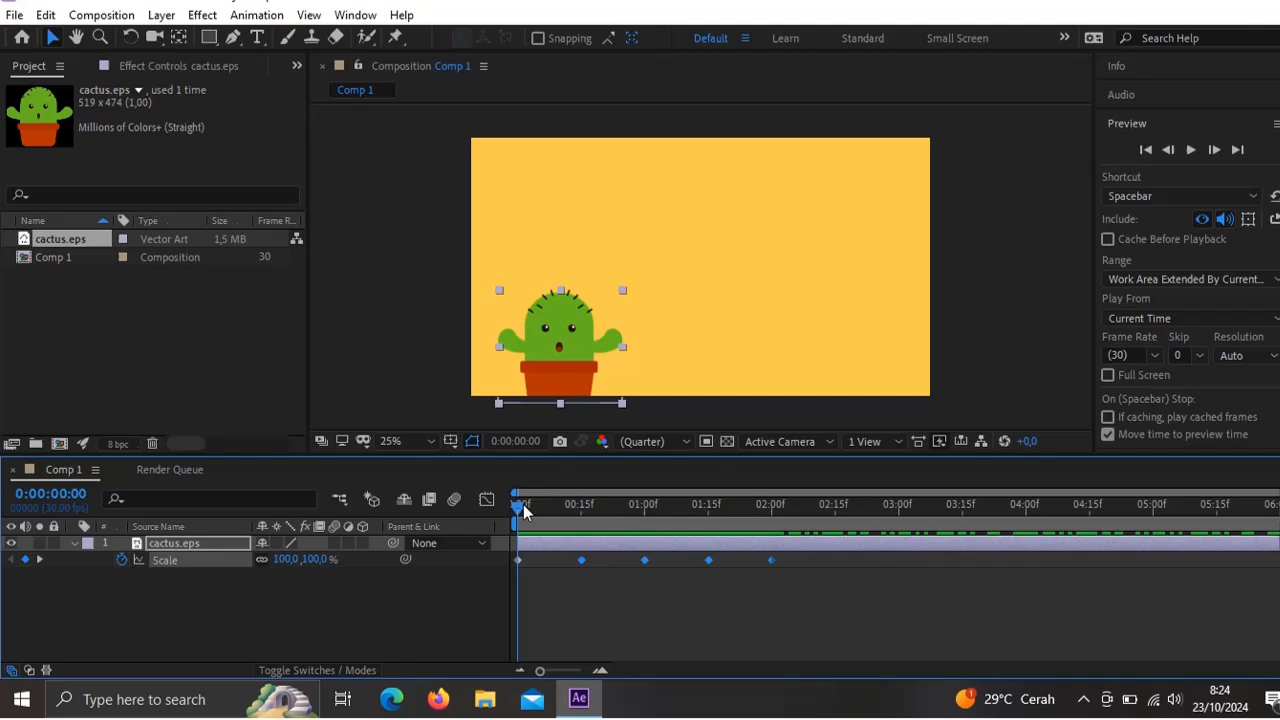 File Edit Composition Layer Effect Animation View Window Help
Snapping Default Learn Standard Small Screen Search Help
Project Effect Controls cactus.eps Composition Comp 1 Info
cactus.eps , used 1 time
519 x 474 (1,00)
Comp 1
Audio
Millions of Colors+ (Straight)
Preview
Shortcut
Spacebar
Include:
Name Type Size Frame R...
cactus.eps Vector Art 1,5 MB
Comp 1 Composition 30
Cache Before Playback
Range
Work Area Extended By Current...
Play From
Current Time
Frame Rate Skip Resolution
(30) 0 Auto
Full Screen
On (Spacebar) Stop:
If caching, play cached frames
Move time to preview time
8 bpc
25% 0:00:00:00 (Quarter) Active Camera 1 View +0,0
Comp 1 Render Queue
0:00:00:00
00000 (30.00 fps)
00f 00:15f 01:00f 01:15f 02:00f 02:15f 03:00f 03:15f 04:00f 04:15f 05:00f 05:15f 06:0
# Source Name Parent & Link
1 cactus.eps None
Scale 100,0,100,0 %
Toggle Switches / Modes
Type here to search Ae 29°C Cerah 8:24
23/10/2024